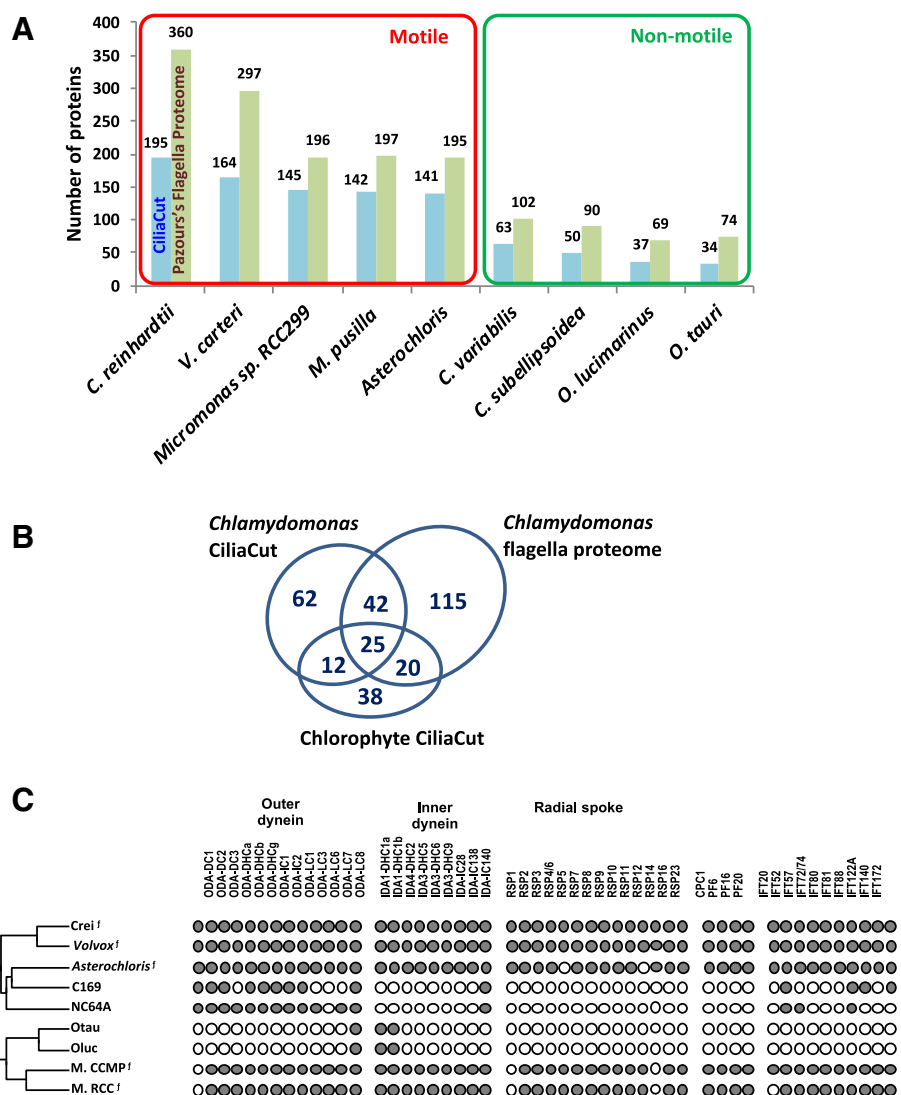 A
Motile
Non-motile
Number of proteins
400
350
300
250
200
150
100
50
0
360
195
297
164
196
145
197
142
195
141
102
63
90
50
69
37
74
34
CiliaCut
Pazours's Flagella Proteome
C. reinhardtii
V. carteri
Micromonas sp. RCC299
M. pusilla
Asterochloris
C. variabilis
C. subellipsoidea
O. lucimarinus
O. tauri
B
Chlamydomonas
CiliaCut
Chlamydomonas
flagella proteome
62
42
115
25
12
20
38
Chlorophyte CiliaCut
C
Outer
dynein
Inner
dynein
Radial spoke
ODA-DC1
ODA-DC2
ODA-DC3
ODA-DHCa
ODA-DHCb
ODA-DHCg
ODA-IC1
ODA-IC2
ODA-LC1
ODA-LC3
ODA-LC6
ODA-LC7
ODA-LC8
IDA1-DHC1a
IDA1-DHC1b
IDA4-DHC2
IDA3-DHC5
IDA3-DHC6
IDA3-DHC9
IDA-IC28
IDA-IC138
IDA-IC140
RSP1
RSP2
RSP3
RSP4/6
RSP5
RSP7
RSP8
RSP9
RSP10
RSP11
RSP12
RSP14
RSP16
RSP23
CPC1
PF6
PF16
PF20
IFT20
IFT52
IFT57
IFT72/74
IFT80
IFT81
IFT88
IFT122A
IFT140
IFT172
Crei f
Volvox f
Asterochloris f
C169
NC64A
Otau
Oluc
M. CCMP f
M. RCC f